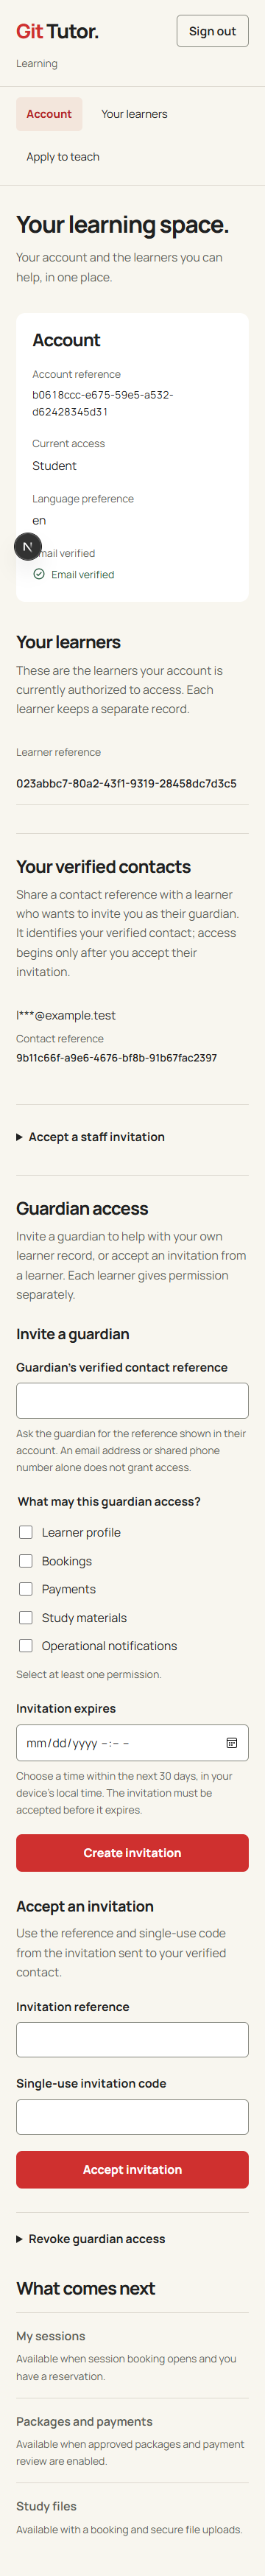 Git Tutor.
Sign out
Learning
Account
Your learners
Apply to teach
Your learning space.
Your account and the learners you can
help, in one place.
Account
Account reference
b0618ccc-e675-59e5-a532-
d62428345d31
Current access
Student
Language preference
en
N
mail verified
Email verified
Your learners
These are the learners your account is
currently authorized to access. Each
learner keeps a separate record.
Learner reference
023abbc7-80a2-43f1-9319-28458dc7d3c5
Your verified contacts
Share a contact reference with a learner
who wants to invite you as their guardian.
It identifies your verified contact; access
begins only after you accept their
invitation.
l***@example.test
Contact reference
9b11c66f-a9e6-4676-bf8b-91b67fac2397
Accept a staff invitation
Guardian access
Invite a guardian to help with your own
learner record, or accept an invitation from
a learner. Each learner gives permission
separately.
Invite a guardian
Guardian's verified contact reference
Ask the guardian for the reference shown in their
account. An email address or shared phone
number alone does not grant access.
What may this guardian access?
Learner profile
Bookings
Payments
Study materials
Operational notifications
Select at least one permission.
Invitation expires
mm/dd/yyyy --:-- --
Choose a time within the next 30 days, in your
device's local time. The invitation must be
accepted before it expires.
Create invitation
Accept an invitation
Use the reference and single-use code
from the invitation sent to your verified
contact.
Invitation reference
Single-use invitation code
Accept invitation
Revoke guardian access
What comes next
My sessions
Available when session booking opens and you
have a reservation.
Packages and payments
Available when approved packages and payment
review are enabled.
Study files
Available with a booking and secure file uploads.